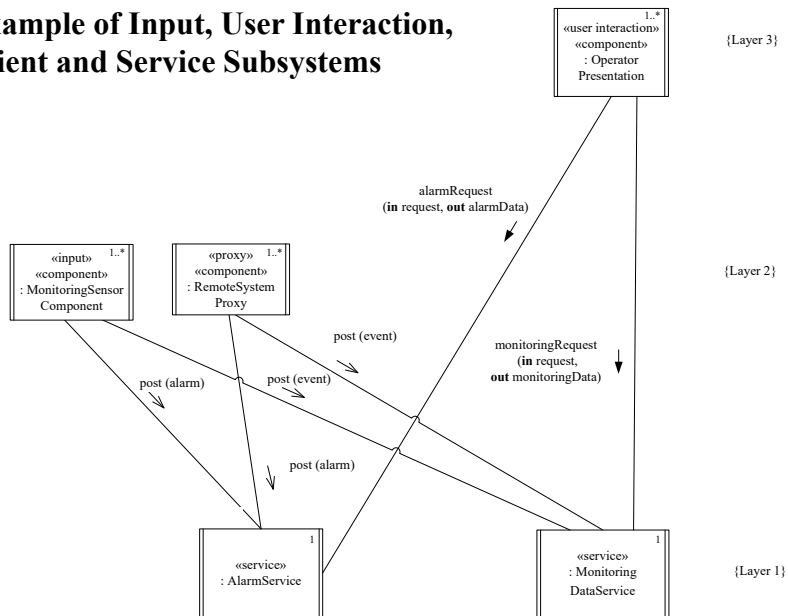 xample of Input, User Interaction,
ient and Service Subsystems
1..*
«user interaction»
«component»
: Operator
Presentation
{Layer 3}
alarmRequest
(in request, out alarmData)
1..*
«input»
«component»
: MonitoringSensor
Component
1..*
«proxy»
«component»
: RemoteSystem
Proxy
{Layer 2}
post (event)
monitoringRequest
(in request,
out monitoringData)
post (alarm)
post (event)
post (alarm)
1
«service»
: AlarmService
1
«service»
: Monitoring
DataService
{Layer 1}